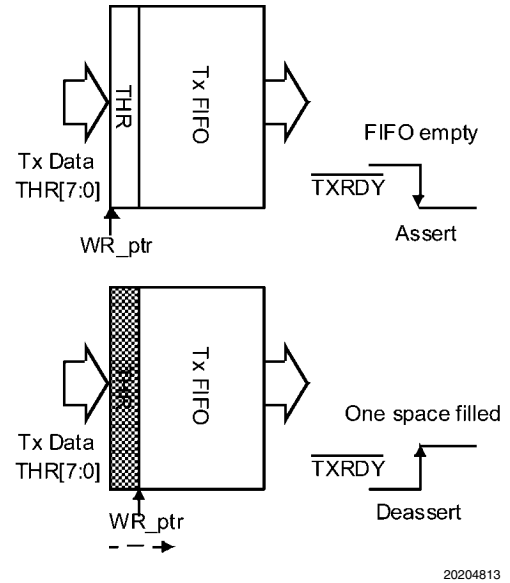 THR
Tx FIFO
Tx Data
THR[7:0]
WR_ptr
FIFO empty
TXRDY
Assert
THR
Tx FIFO
Tx Data
THR[7:0]
WR_ptr
One space filled
TXRDY
Deassert
20204813